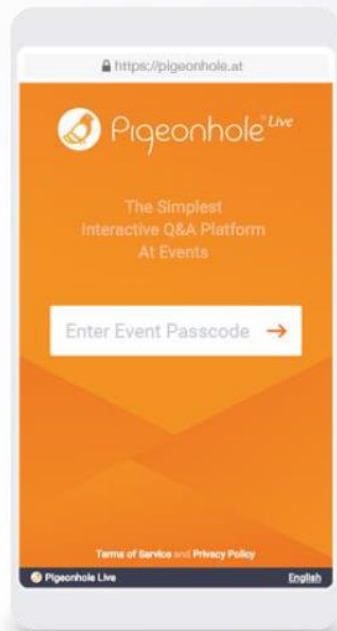 https://pigeonhole.at
Pigeonhole® Live
The Simplest
Interactive Q&A Platform
At Events
Enter Event Passcode →
Terms of Service and Privacy Policy
Pigeonhole Live English